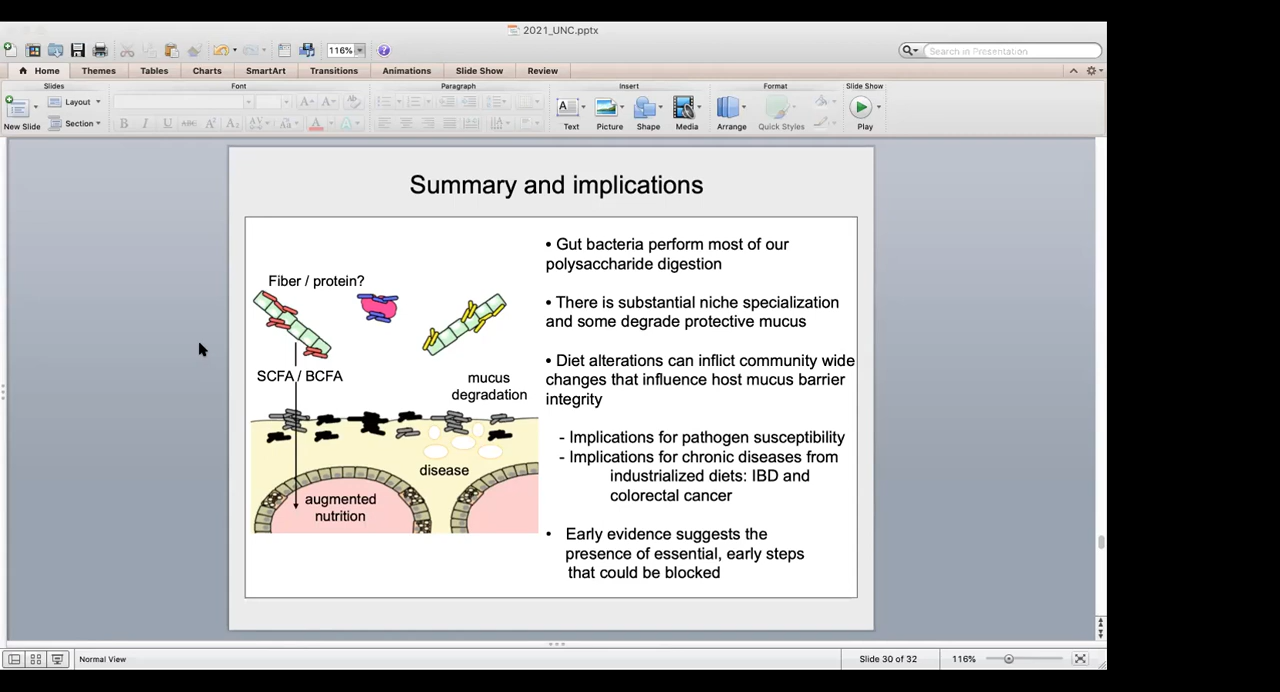 2021_UNC.pptx
116%
Search in Presentation
Home Themes Tables Charts SmartArt Transitions Animations Slide Show Review
Slides Font Paragraph Insert Format Slide Show
Layout
Section
New Slide
Text Picture Shape Media Arrange Quick Styles Play
Summary and implications
Fiber / protein?
SCFA / BCFA
mucus
degradation
disease
augmented
nutrition
• Gut bacteria perform most of our
polysaccharide digestion
• There is substantial niche specialization
and some degrade protective mucus
• Diet alterations can inflict community wide
changes that influence host mucus barrier
integrity
- Implications for pathogen susceptibility
- Implications for chronic diseases from
industrialized diets: IBD and
colorectal cancer
• Early evidence suggests the
presence of essential, early steps
that could be blocked
Normal View
Slide 30 of 32
116%